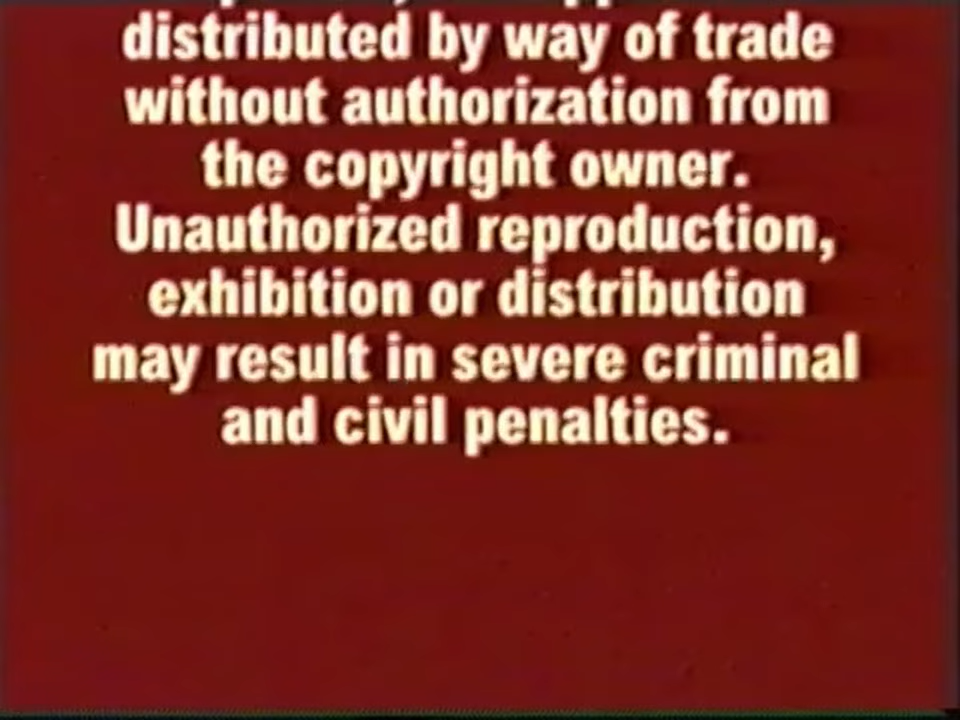 distributed by way of trade
without authorization from
the copyright owner.
Unauthorized reproduction,
exhibition or distribution
may result in severe criminal
and civil penalties.